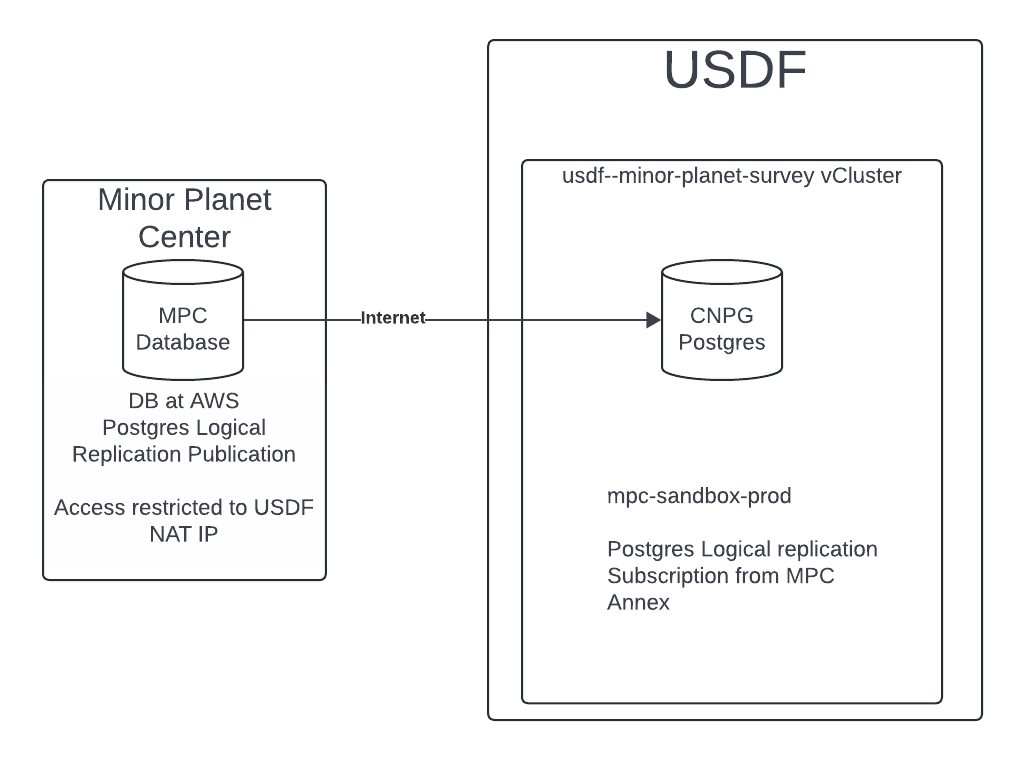 USDF
usdf--minor-planet-survey vCluster
Minor Planet
Center
MPC
Database
Internet
CNPG
Postgres
DB at AWS
Postgres Logical
Replication Publication
Access restricted to USDF
NAT IP
mpc-sandbox-prod
Postgres Logical replication
Subscription from MPC
Annex